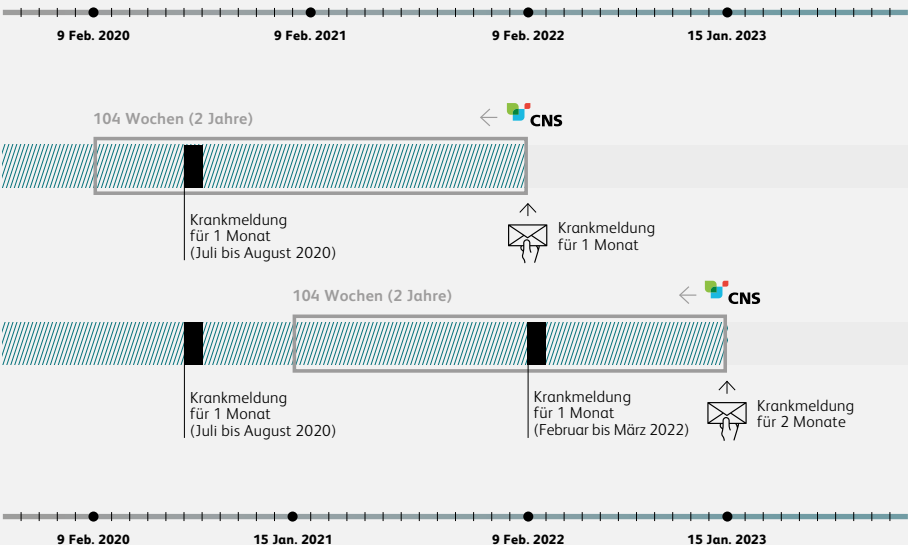 9 Feb. 2020
9 Feb. 2021
9 Feb. 2022
15 Jan. 2023
104 Wochen (2 Jahre)
CNS
Krankmeldung
für 1 Monat
(Juli bis August 2020)
Krankmeldung
für 1 Monat
104 Wochen (2 Jahre)
CNS
Krankmeldung
für 1 Monat
(Juli bis August 2020)
Krankmeldung
für 1 Monat
(Februar bis März 2022)
Krankmeldung
für 2 Monate
9 Feb. 2020
15 Jan. 2021
9 Feb. 2022
15 Jan. 2023